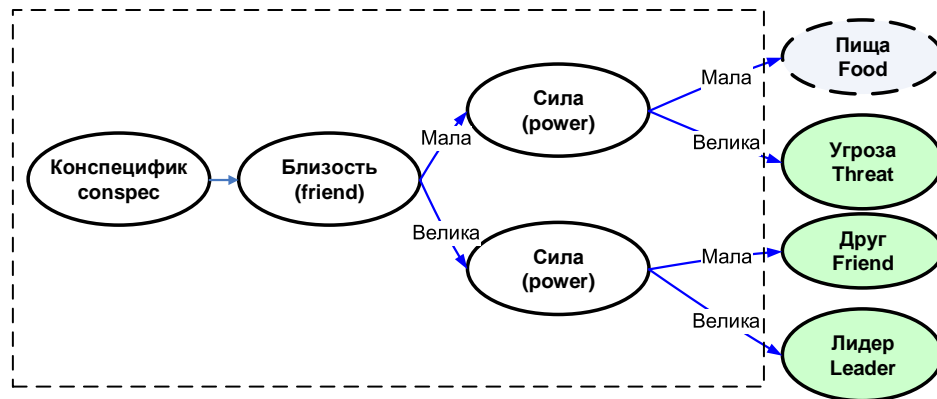 Конспецифик
conspec
Близость
(friend)
Мала
Велика
Сила
(power)
Сила
(power)
Мала
Велика
Мала
Велика
Пища
Food
Угроза
Threat
Друг
Friend
Лидер
Leader